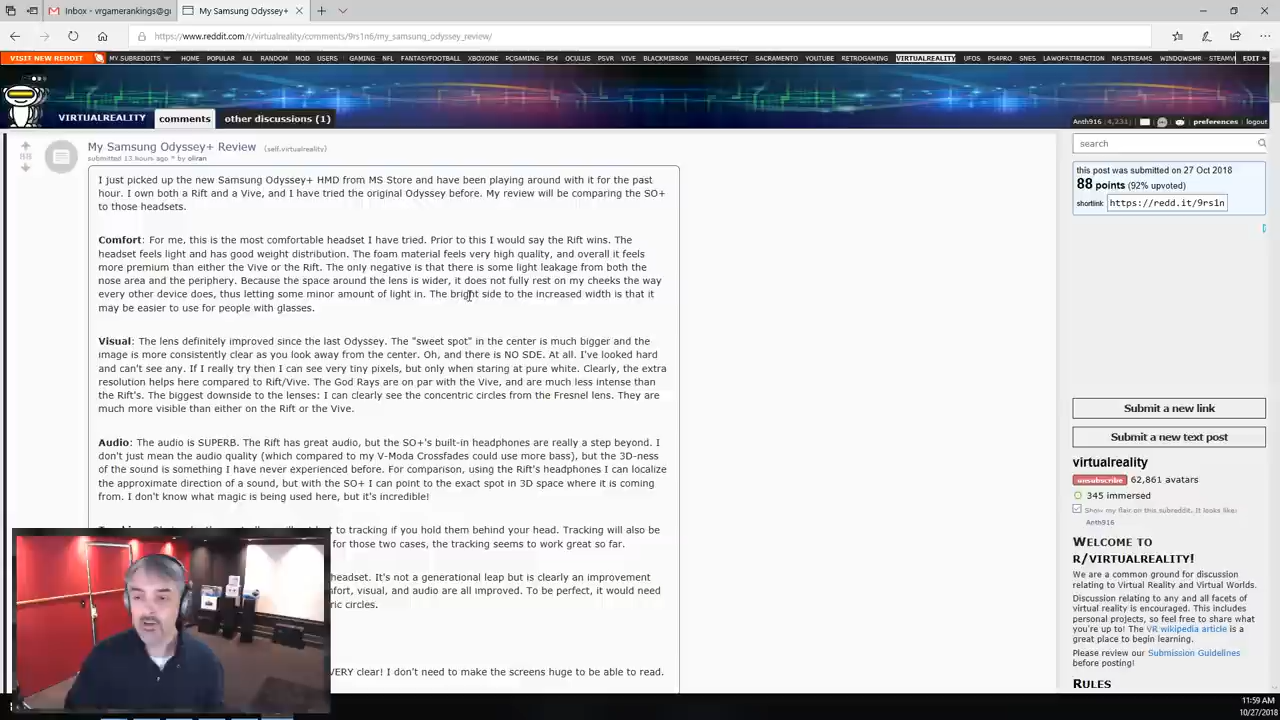 Inbox - vrgamerankings@g
My Samsung Odyssey+
https://www.reddit.com/r/virtualreality/comments/9rs1n6/my_samsung_odyssey_review/
VISIT NEW REDDIT MY SUBREDDITS HOME POPULAR ALL RANDOM MOD USERS GAMING NFL FANTASYFOOTBALL XBOXONE PCGAMING PS4 OCULUS PSVR VIVE BLACKMIRROR MANDELAEFFECT SACRAMENTO YOUTUBE RETROGAMING VIRTUALREALITY UFOS PS4PRO SNES LAWOFATTRACTION NFLSTREAMS WINDOWSMR STEAMV EDIT »
VIRTUALREALITY comments other discussions (1)
Anth916 (4,231) preferences logout
My Samsung Odyssey+ Review (self.virtualreality)
submitted 13 hours ago * by oliran
88
I just picked up the new Samsung Odyssey+ HMD from MS Store and have been playing around with it for the past
hour. I own both a Rift and a Vive, and I have tried the original Odyssey before. My review will be comparing the SO+
to those headsets.
Comfort: For me, this is the most comfortable headset I have tried. Prior to this I would say the Rift wins. The
headset feels light and has good weight distribution. The foam material feels very high quality, and overall it feels
more premium than either the Vive or the Rift. The only negative is that there is some light leakage from both the
nose area and the periphery. Because the space around the lens is wider, it does not fully rest on my cheeks the way
every other device does, thus letting some minor amount of light in. The bright side to the increased width is that it
may be easier to use for people with glasses.
Visual: The lens definitely improved since the last Odyssey. The "sweet spot" in the center is much bigger and the
image is more consistently clear as you look away from the center. Oh, and there is NO SDE. At all. I've looked hard
and can't see any. If I really try then I can see very tiny pixels, but only when staring at pure white. Clearly, the extra
resolution helps here compared to Rift/Vive. The God Rays are on par with the Vive, and are much less intense than
the Rift's. The biggest downside to the lenses: I can clearly see the concentric circles from the Fresnel lens. They are
much more visible than either on the Rift or the Vive.
Audio: The audio is SUPERB. The Rift has great audio, but the SO+'s built-in headphones are really a step beyond. I
don't just mean the audio quality (which compared to my V-Moda Crossfades could use more bass), but the 3D-ness
of the sound is something I have never experienced before. For comparison, using the Rift's headphones I can localize
the approximate direction of a sound, but with the SO+ I can point to the exact spot in 3D space where it is coming
from. I don't know what magic is being used here, but it's incredible!
to tracking if you hold them behind your head. Tracking will also be
for those two cases, the tracking seems to work great so far.
headset. It's not a generational leap but is clearly an improvement
fort, visual, and audio are all improved. To be perfect, it would need
ric circles.
VERY clear! I don't need to make the screens huge to be able to read.
search
this post was submitted on 27 Oct 2018
88 points (92% upvoted)
shortlink: https://redd.it/9rs1n
Submit a new link
Submit a new text post
virtualreality
unsubscribe 62,861 avatars
345 immersed
Show my flair on this subreddit. It looks like:
Anth916
WELCOME TO
R/VIRTUALREALITY!
We are a common ground for discussion
relating to Virtual Reality and Virtual Worlds.
Discussion relating to any and all facets of
virtual reality is encouraged. This includes
personal projects, so feel free to share what
you're up to! The VR wikipedia article is a
great place to begin learning.
Please review our Submission Guidelines
before posting!
RULES
11:59 AM
10/27/2018